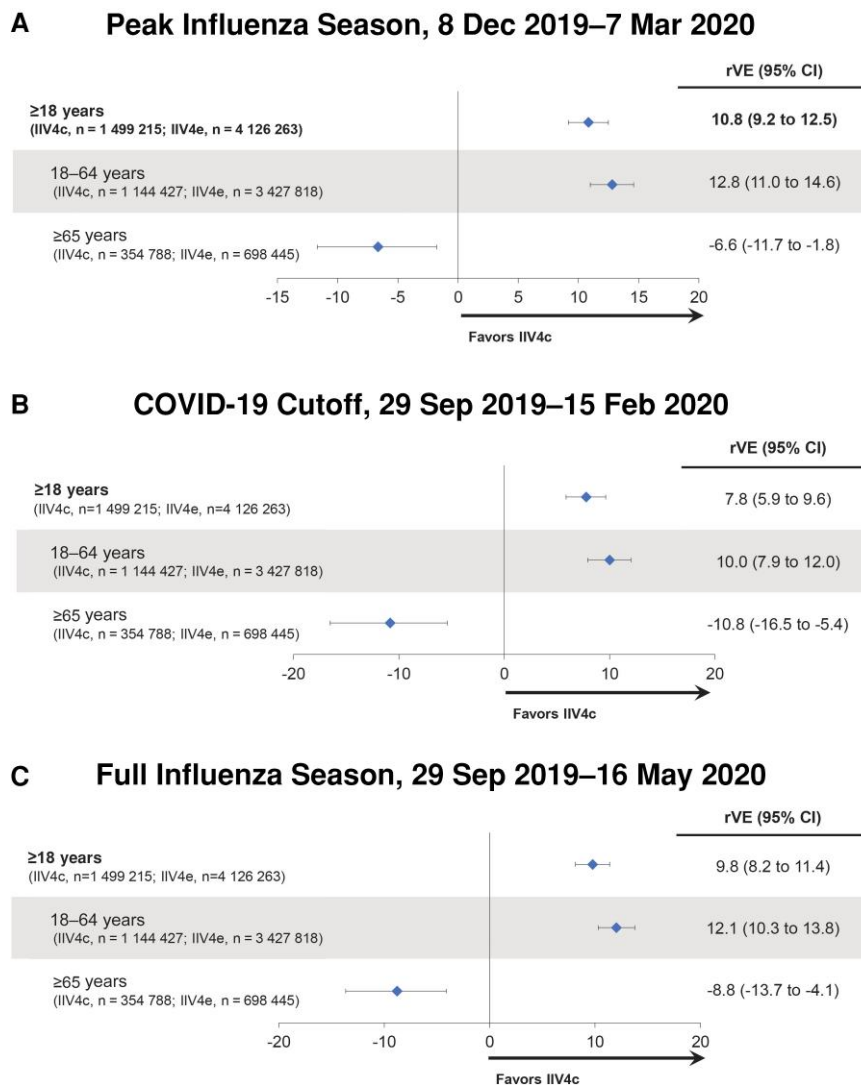 A Peak Influenza Season, 8 Dec 2019–7 Mar 2020
rVE (95% CI)
≥18 years
(IIV4c, n = 1 499 215; IIV4e, n = 4 126 263)
10.8 (9.2 to 12.5)
18–64 years
(IIV4c, n = 1 144 427; IIV4e, n = 3 427 818)
12.8 (11.0 to 14.6)
≥65 years
(IIV4c, n = 354 788; IIV4e, n = 698 445)
-6.6 (-11.7 to -1.8)
-15 -10 -5 0 5 10 15 20
Favors IIV4c
B COVID-19 Cutoff, 29 Sep 2019–15 Feb 2020
rVE (95% CI)
≥18 years
(IIV4c, n=1 499 215; IIV4e, n=4 126 263)
7.8 (5.9 to 9.6)
18–64 years
(IIV4c, n = 1 144 427; IIV4e, n = 3 427 818)
10.0 (7.9 to 12.0)
≥65 years
(IIV4c, n = 354 788; IIV4e, n = 698 445)
-10.8 (-16.5 to -5.4)
-20 -10 0 10 20
Favors IIV4c
C Full Influenza Season, 29 Sep 2019–16 May 2020
rVE (95% CI)
≥18 years
(IIV4c, n=1 499 215; IIV4e, n=4 126 263)
9.8 (8.2 to 11.4)
18–64 years
(IIV4c, n = 1 144 427; IIV4e, n = 3 427 818)
12.1 (10.3 to 13.8)
≥65 years
(IIV4c, n = 354 788; IIV4e, n = 698 445)
-8.8 (-13.7 to -4.1)
-20 -10 0 10 20
Favors IIV4c